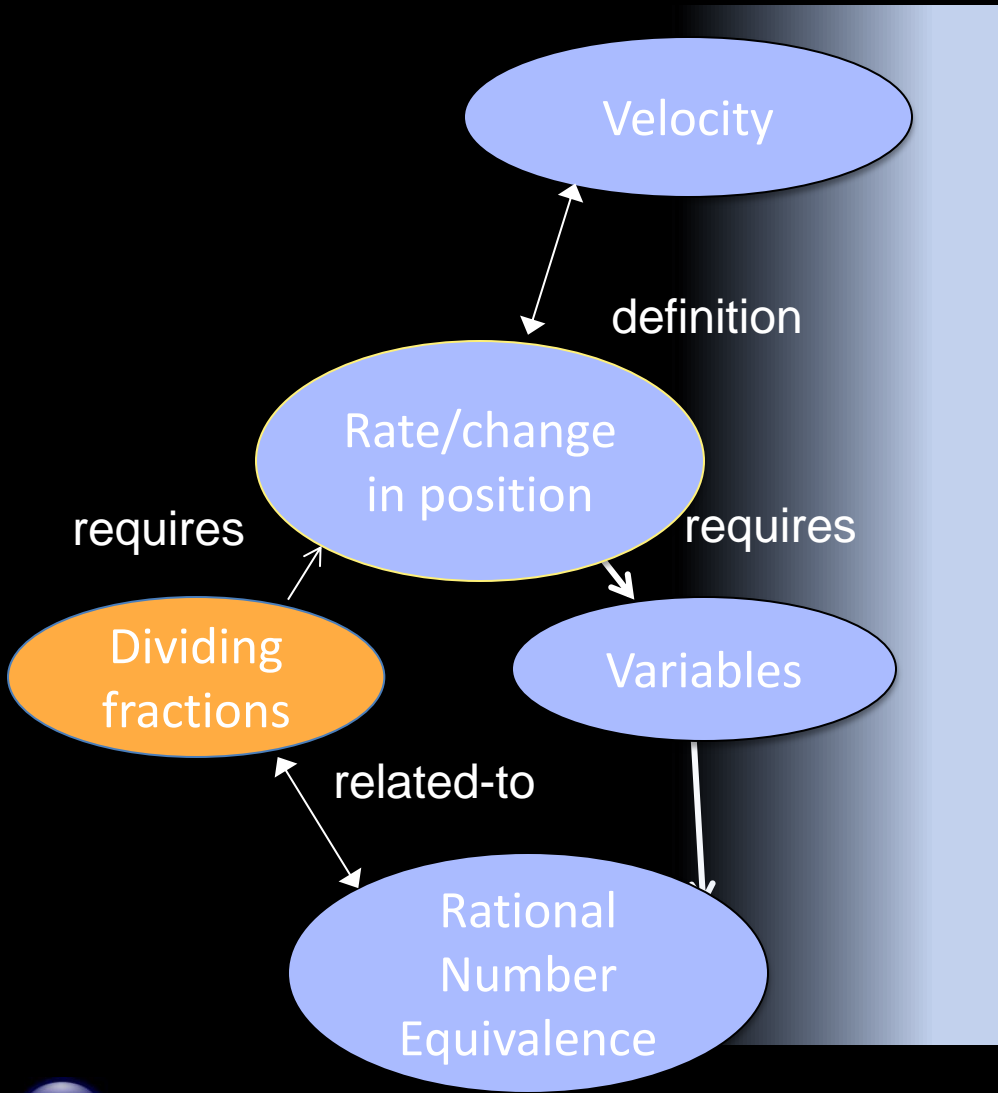 Velocity
definition
Rate/change
in position
requires
requires
Dividing
fractions
Variables
related-to
Rational
Number
Equivalence